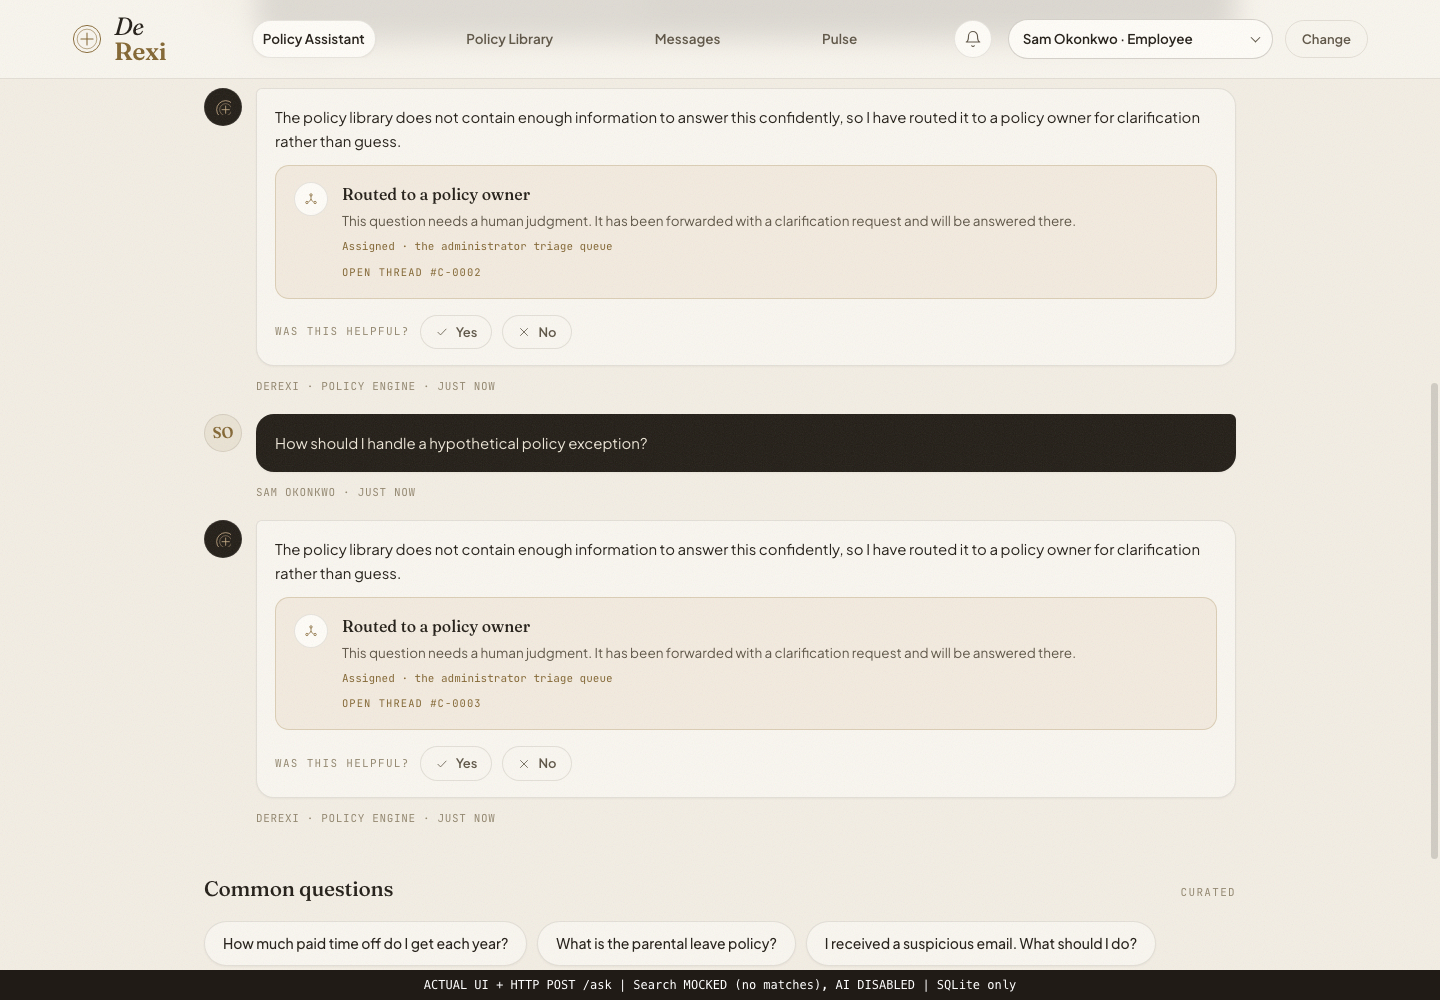 De
Rexi
Policy Assistant
Policy Library
Messages
Pulse
Sam Okonkwo · Employee
Change
The policy library does not contain enough information to answer this confidently, so I have routed it to a policy owner for clarification
rather than guess.
Routed to a policy owner
This question needs a human judgment. It has been forwarded with a clarification request and will be answered there.
Assigned · the administrator triage queue
OPEN THREAD #C-0002
WAS THIS HELPFUL?
Yes
No
DEREXI · POLICY ENGINE · JUST NOW
SO
How should I handle a hypothetical policy exception?
SAM OKONKWO · JUST NOW
The policy library does not contain enough information to answer this confidently, so I have routed it to a policy owner for clarification
rather than guess.
Routed to a policy owner
This question needs a human judgment. It has been forwarded with a clarification request and will be answered there.
Assigned · the administrator triage queue
OPEN THREAD #C-0003
WAS THIS HELPFUL?
Yes
No
DEREXI · POLICY ENGINE · JUST NOW
Common questions
CURATED
How much paid time off do I get each year?
What is the parental leave policy?
I received a suspicious email. What should I do?
ACTUAL UI + HTTP POST /ask | Search MOCKED (no matches), AI DISABLED | SQLite only